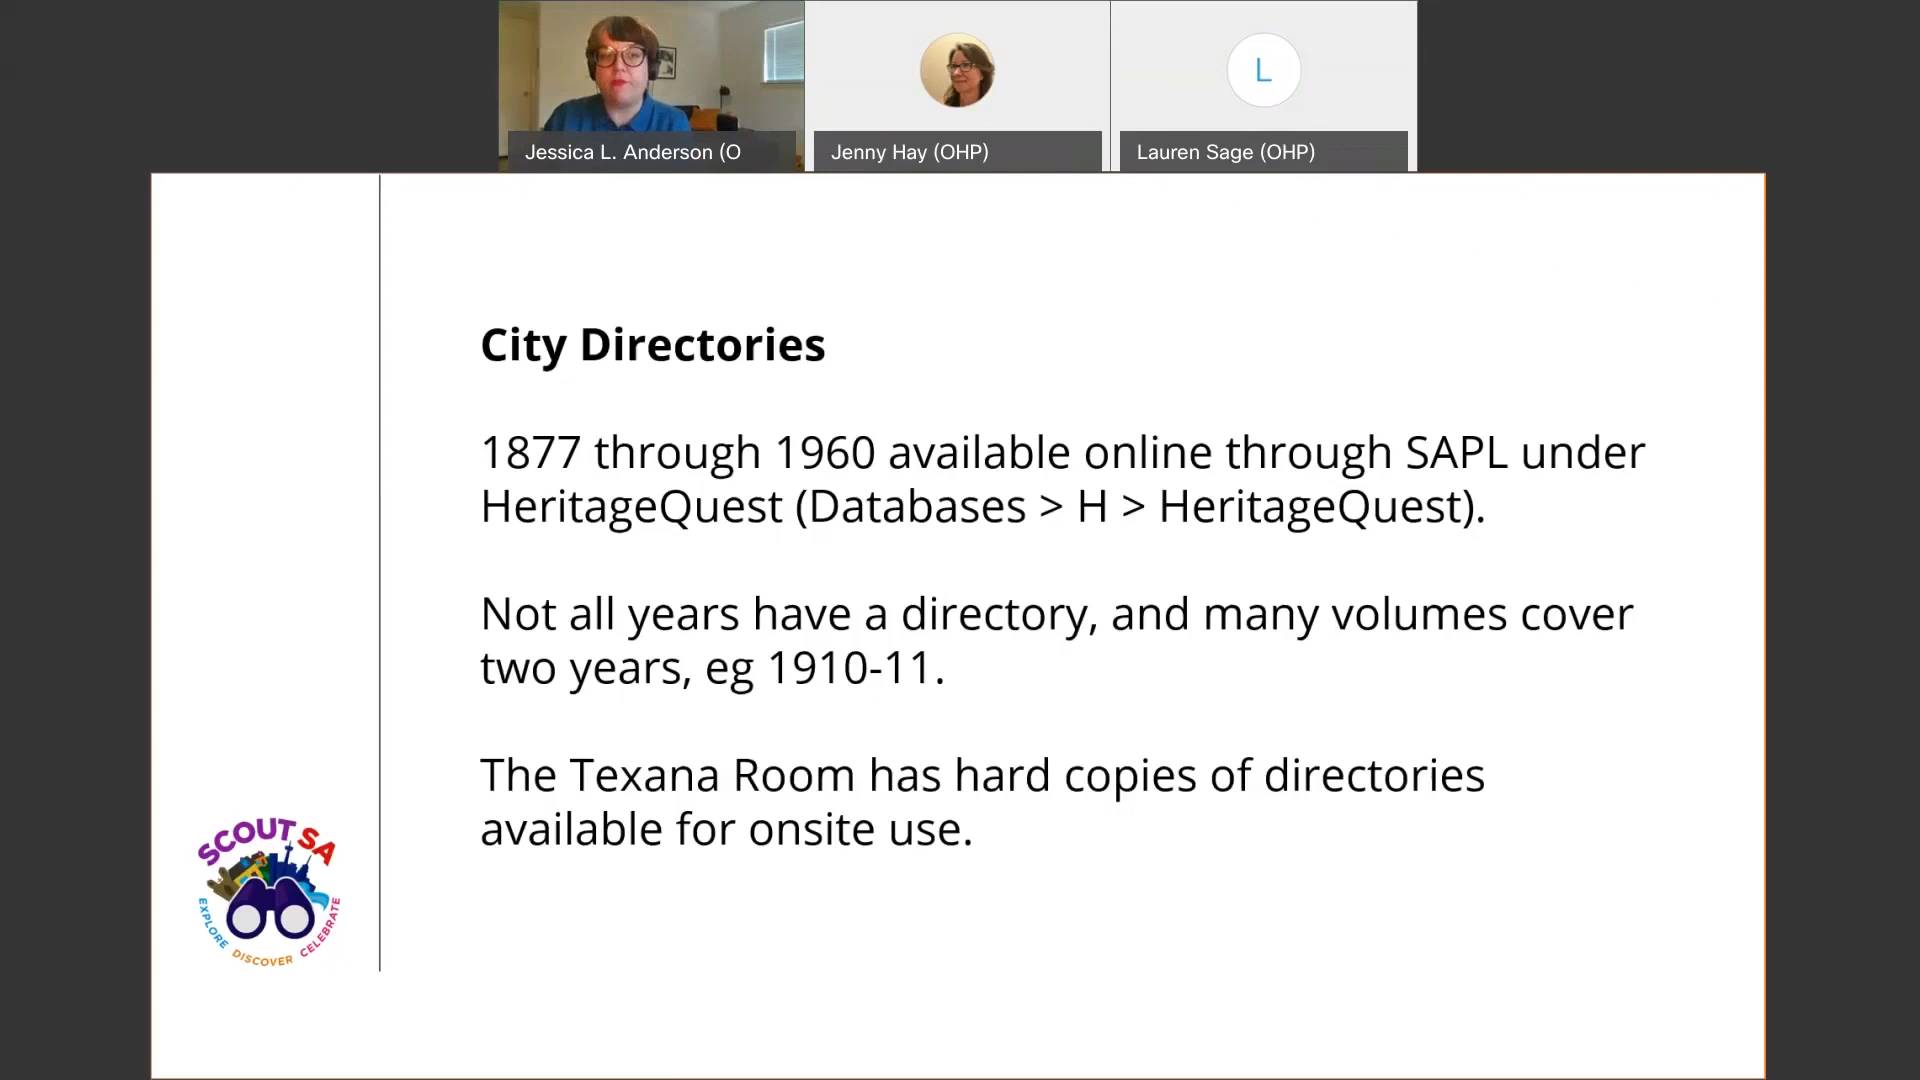 Jessica L. Anderson (O
Jenny Hay (OHP)
L
Lauren Sage (OHP)
City Directories
1877 through 1960 available online through SAPL under
HeritageQuest (Databases > H > HeritageQuest).
Not all years have a directory, and many volumes cover
two years, eg 1910-11.
The Texana Room has hard copies of directories
available for onsite use.
SCOUT SA
EXPLORE DISCOVER CELEBRATE